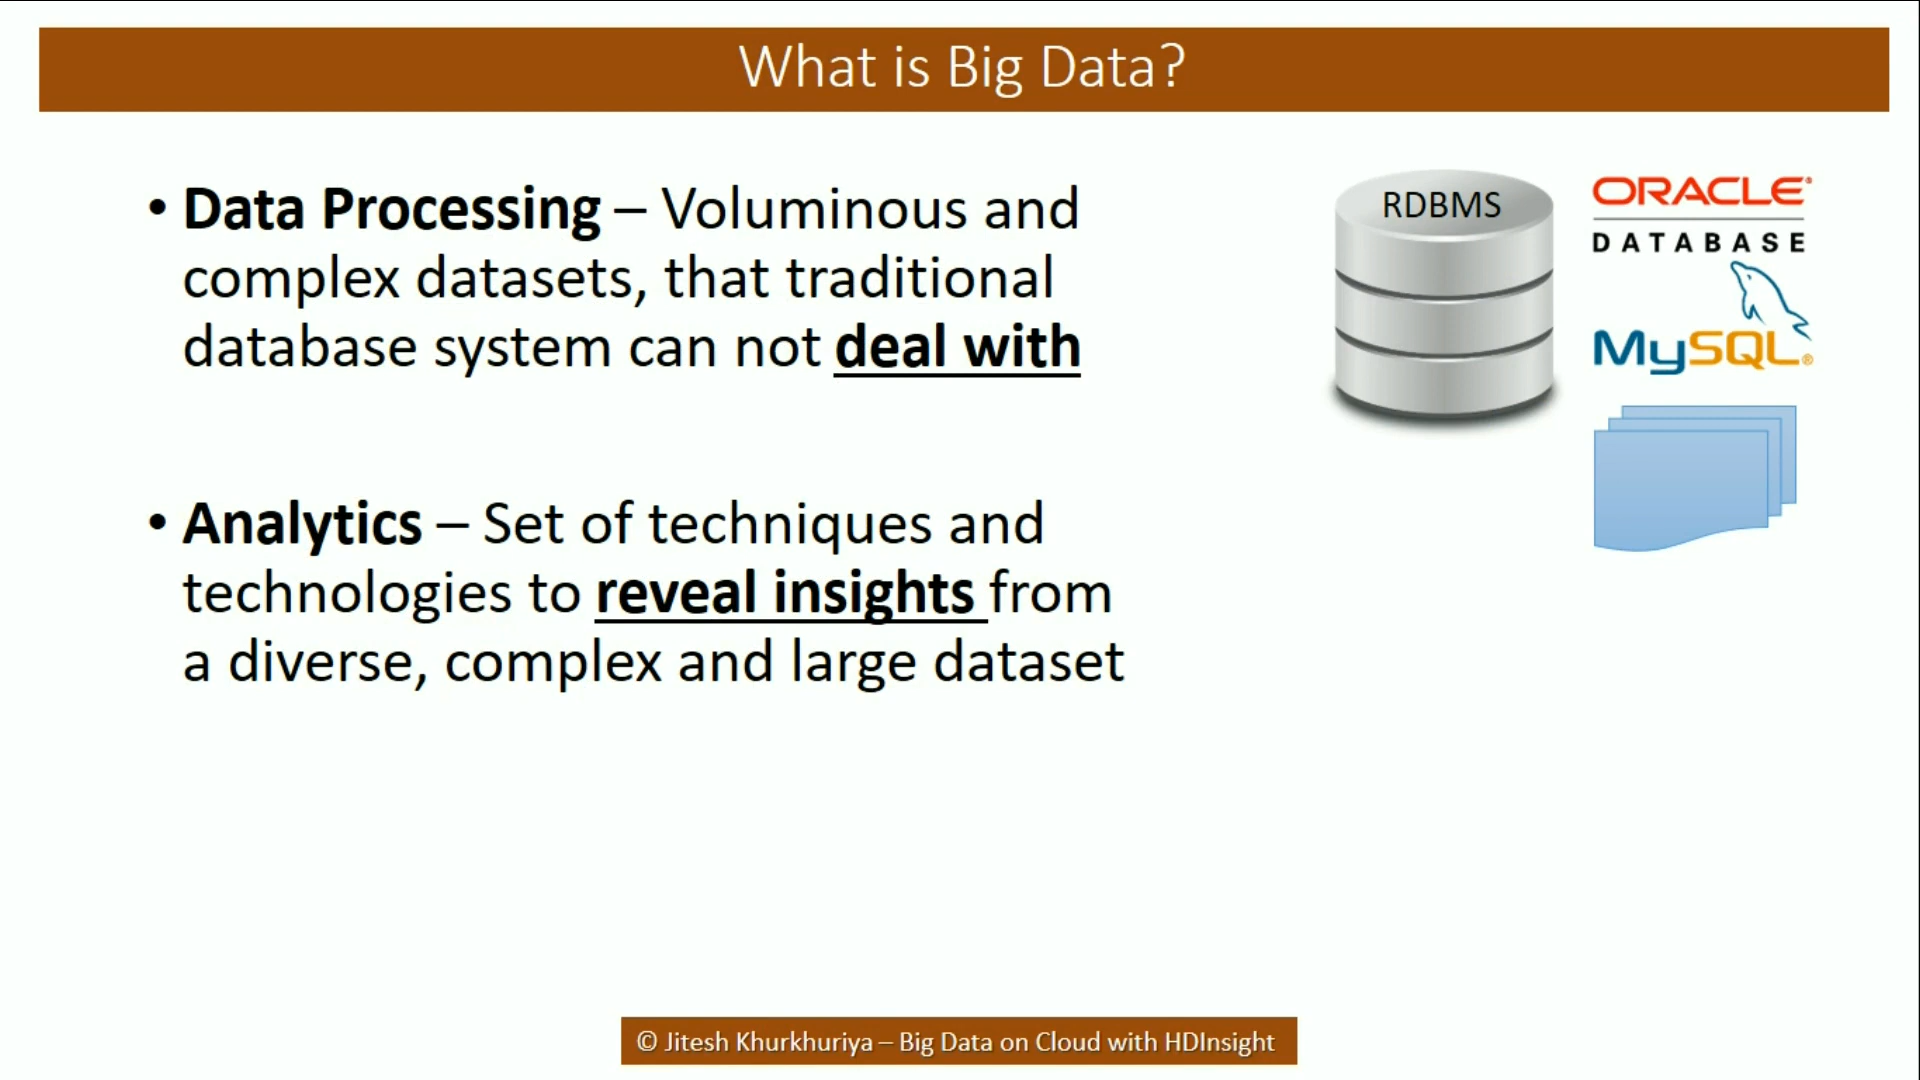 What is Big Data?
• Data Processing – Voluminous and
complex datasets, that traditional
database system can not deal with
• Analytics – Set of techniques and
technologies to reveal insights from
a diverse, complex and large dataset
RDBMS
ORACLE®
DATABASE
MySQL®
© Jitesh Khurkhuriya – Big Data on Cloud with HDInsight